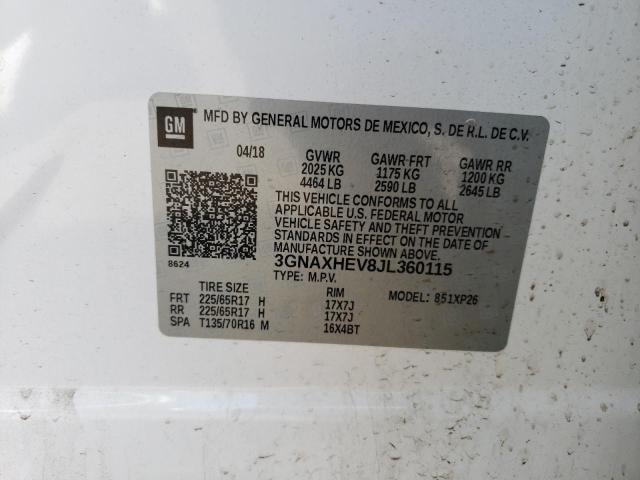 GM
MFD BY GENERAL MOTORS DE MEXICO, S. DE R.L. DE C.V.
04/18 GVWR GAWR FRT GAWR RR
2025 KG 1175 KG 1200 KG
4464 LB 2590 LB 2645 LB
THIS VEHICLE CONFORMS TO ALL
APPLICABLE U.S. FEDERAL MOTOR
VEHICLE SAFETY AND THEFT PREVENTION
STANDARDS IN EFFECT ON THE DATE OF
MANUFACTURE SHOWN ABOVE.
8624 3GNAXHEV8JL360115
TYPE: M.P.V.
TIRE SIZE RIM MODEL: 851XP26
FRT 225/65R17 H 17X7J
RR 225/65R17 H 17X7J
SPA T135/70R16 M 16X4BT